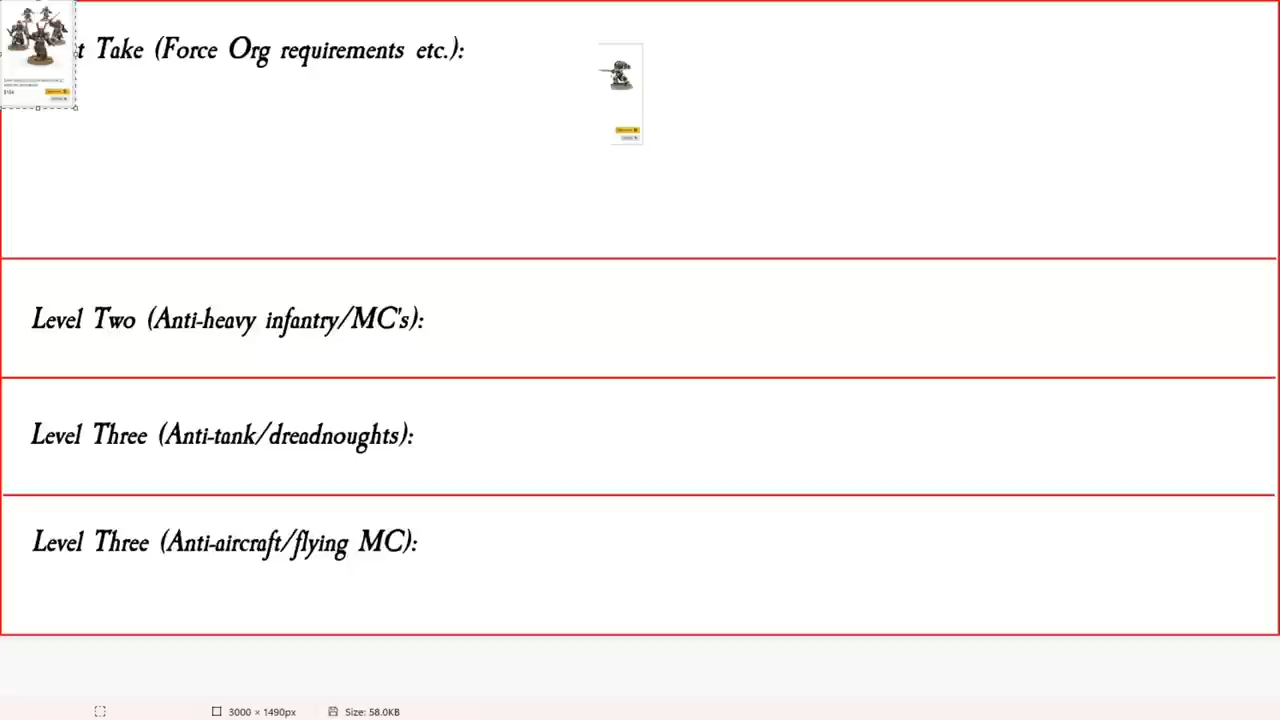 t Take (Force Org requirements etc.):
Level Two (Anti-heavy infantry/MC's):
Level Three (Anti-tank/dreadnoughts):
Level Three (Anti-aircraft/flying MC):
3000 × 1490px
Size: 58.0KB